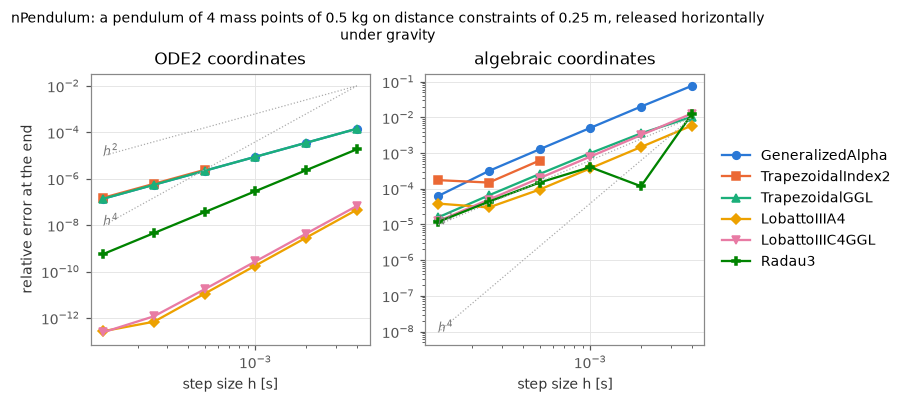 nPendulum: a pendulum of 4 mass points of 0.5 kg on distance constraints of 0.25 m, released horizontally
under gravity
ODE2 coordinates
algebraic coordinates
relative error at the end
10⁻²
10⁻⁴
10⁻⁶
10⁻⁸
10⁻¹⁰
10⁻¹²
h²
h⁴
10⁻³
step size h [s]
10⁻¹
10⁻²
10⁻³
10⁻⁴
10⁻⁵
10⁻⁶
10⁻⁷
10⁻⁸
h⁴
10⁻³
step size h [s]
GeneralizedAlpha
TrapezoidalIndex2
TrapezoidalGGL
LobattoIIIA4
LobattoIIIC4GGL
Radau3